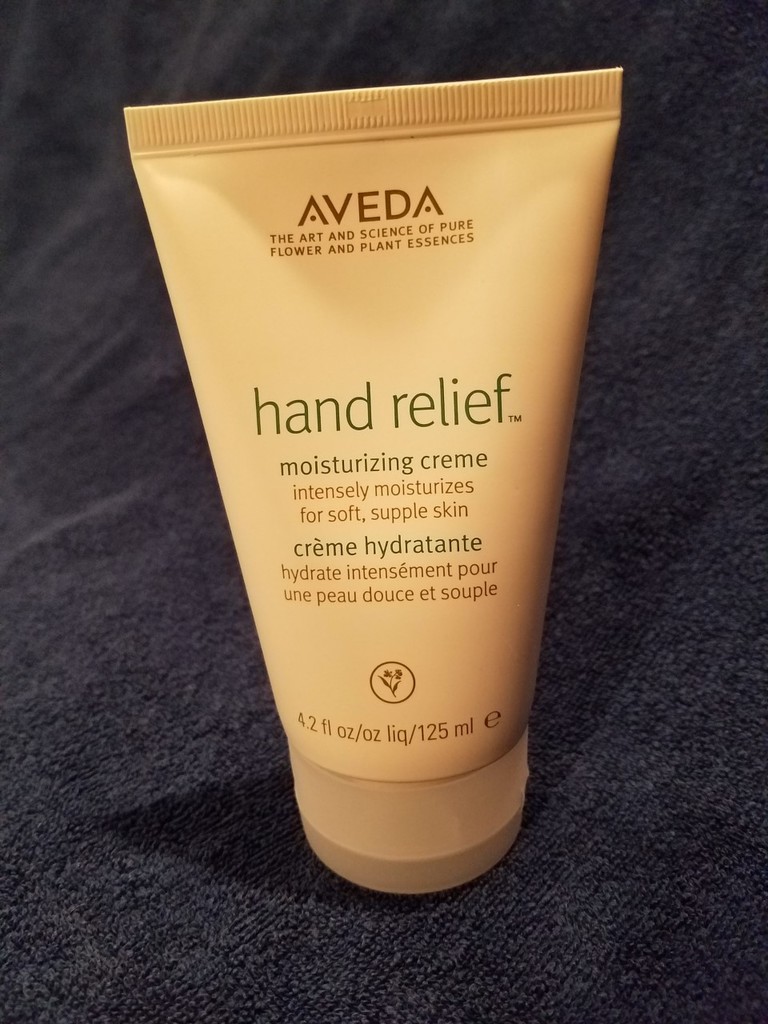 AVEDA
THE ART AND SCIENCE OF PURE
FLOWER AND PLANT ESSENCES
hand relief™
moisturizing creme
intensely moisturizes
for soft, supple skin
crème hydratante
hydrate intensément pour
une peau douce et souple
4.2 fl oz/oz liq/125 ml ℮